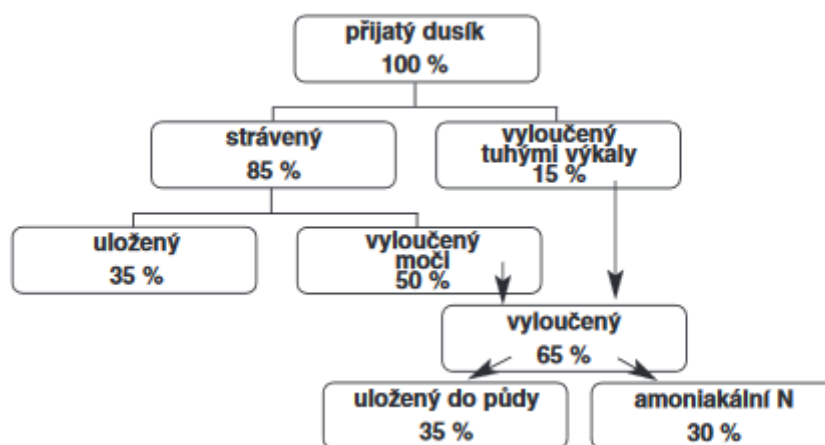 přijatý dusík
100 %
strávený
85 %
vyloučený
tuhými výkaly
15 %
uložený
35 %
vyloučený
moči
50 %
vyloučený
65 %
uložený do půdy
35 %
amoniakální N
30 %